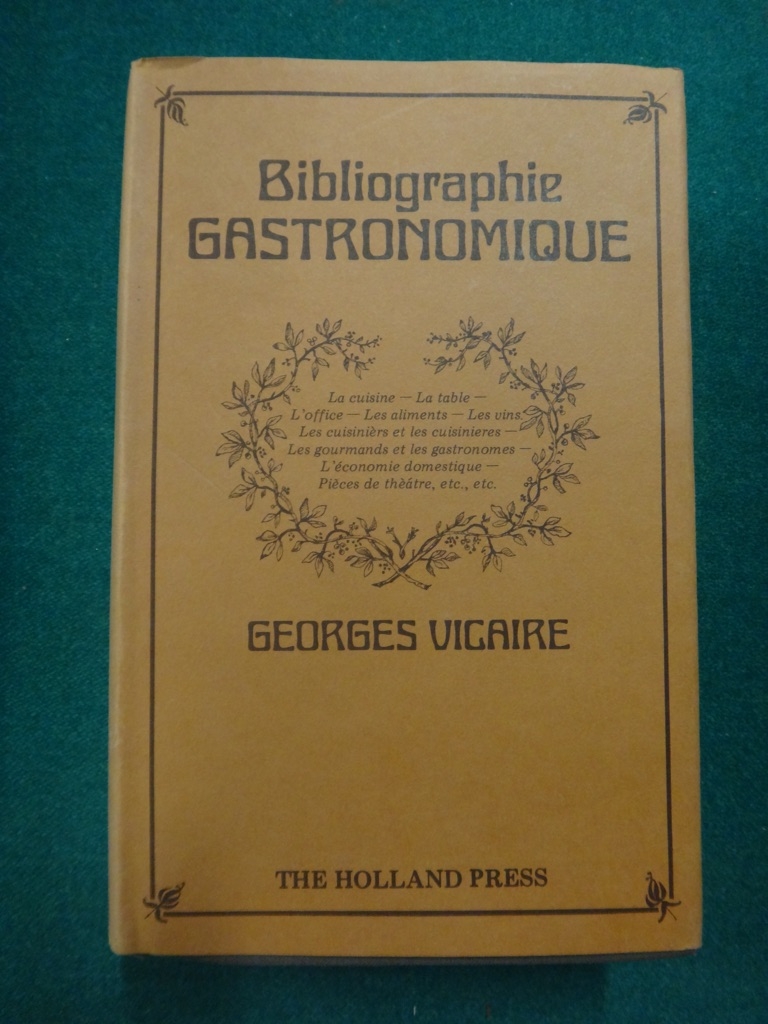 Bibliographie
GASTRONOMIQUE
La cuisine — La table —
L'office — Les aliments — Les vins.
Les cuisinièrs et les cuisinieres —
Les gourmands et les gastronomes —
L'économie domestique —
Pièces de thèâtre, etc., etc.
GEORGES VICAIRE
THE HOLLAND PRESS